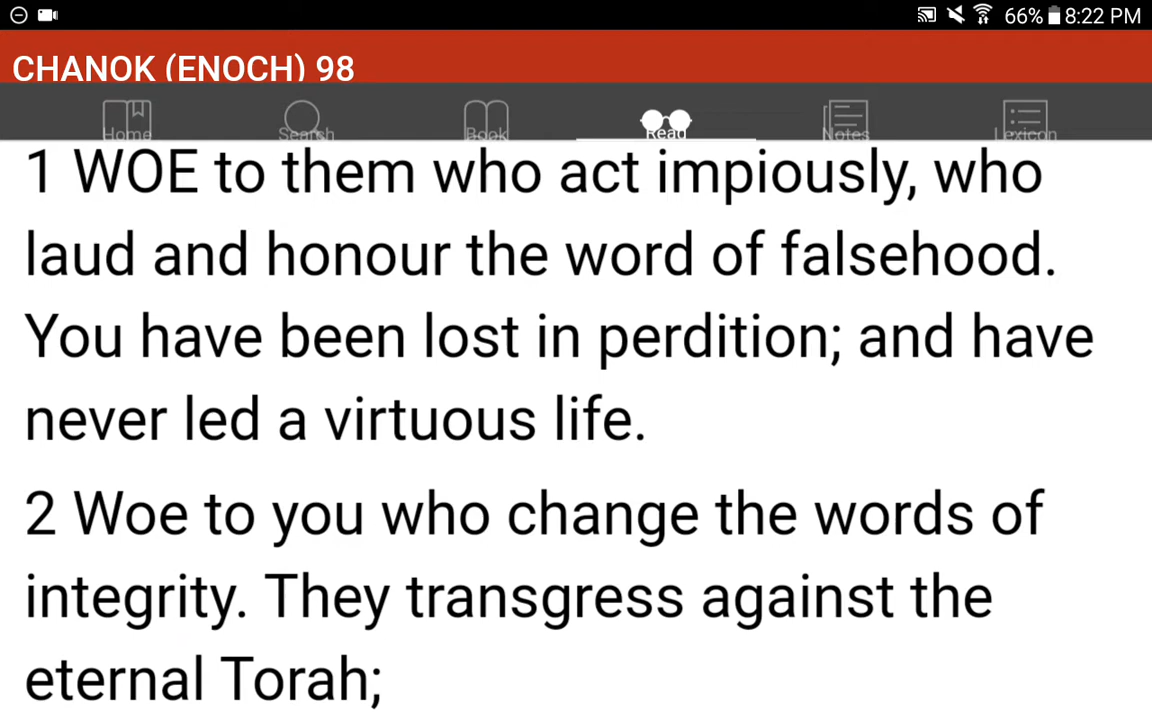 66% 8:22 PM
CHANOK (ENOCH) 98
Home Search Book Read Notes Lexicon
1 WOE to them who act impiously, who
laud and honour the word of falsehood.
You have been lost in perdition; and have
never led a virtuous life.
2 Woe to you who change the words of
integrity. They transgress against the
eternal Torah;